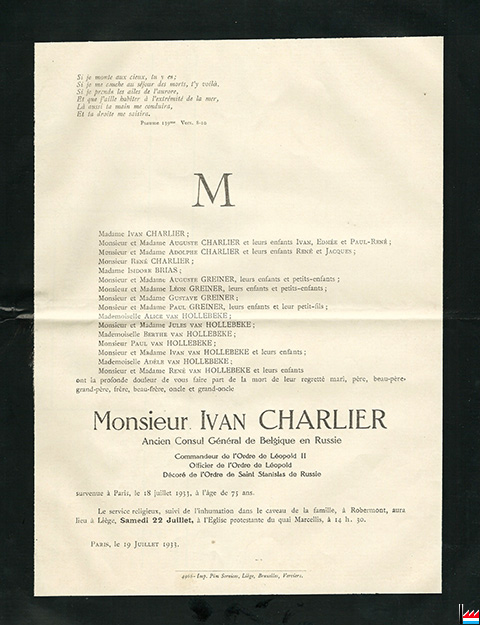 Si je monte aux cieux, tu y es;
Si je me couche au séjour des morts, t'y voilà.
Si je prends les ailes de l'aurore,
Et que j'aille habiter à l'extrémité de la mer,
Là aussi ta main me conduira,
Et ta droite me saisira.
Psaume 139me. Vers. 8-10
M
Madame IVAN CHARLIER;
Monsieur et Madame AUGUSTE CHARLIER et leurs enfants IVAN, EDMÉE et PAUL-RENÉ;
Monsieur et Madame ADOLPHE CHARLIER et leurs enfants RENÉ et JACQUES;
Monsieur RENÉ CHARLIER;
Madame ISIDORE BRIAS;
Monsieur et Madame AUGUSTE GREINER, leurs enfants et petits-enfants;
Monsieur et Madame LÉON GREINER, leurs enfants et petits-enfants;
Monsieur et Madame GUSTAVE GREINER;
Monsieur et Madame PAUL GREINER, leurs enfants et leur petit-fils;
Mademoiselle ALICE VAN HOLLEBEKE;
Monsieur et Madame JULES VAN HOLLEBEKE;
Mademoiselle BERTHE VAN HOLLEBEKE;
Monsieur PAUL VAN HOLLEBEKE;
Monsieur et Madame IVAN VAN HOLLEBEKE et leurs enfants;
Mademoiselle ADÈLE VAN HOLLEBEKE;
Monsieur et Madame RENÉ VAN HOLLEBEKE et leurs enfants
ont la profonde douleur de vous faire part de la mort de leur regretté mari, père, beau-père,
grand-père, frère, beau-frère, oncle et grand-oncle
Monsieur IVAN CHARLIER
Ancien Consul Général de Belgique en Russie
Commandeur de l'Ordre de Léopold II
Officier de l'Ordre de Léopold
Décoré de l'Ordre de Saint Stanislas de Russie
survenue à Paris, le 18 juillet 1933, à l'âge de 75 ans.
Le service religieux, suivi de l'inhumation dans le caveau de la famille, à Robermont, aura
lieu à Liège, Samedi 22 Juillet, à l'Eglise protestante du quai Marcellis, à 14 h. 30.
PARIS, le 19 JUILLET 1933.
Imp. Pim Services, Liège, Bruxelles, Verviers.